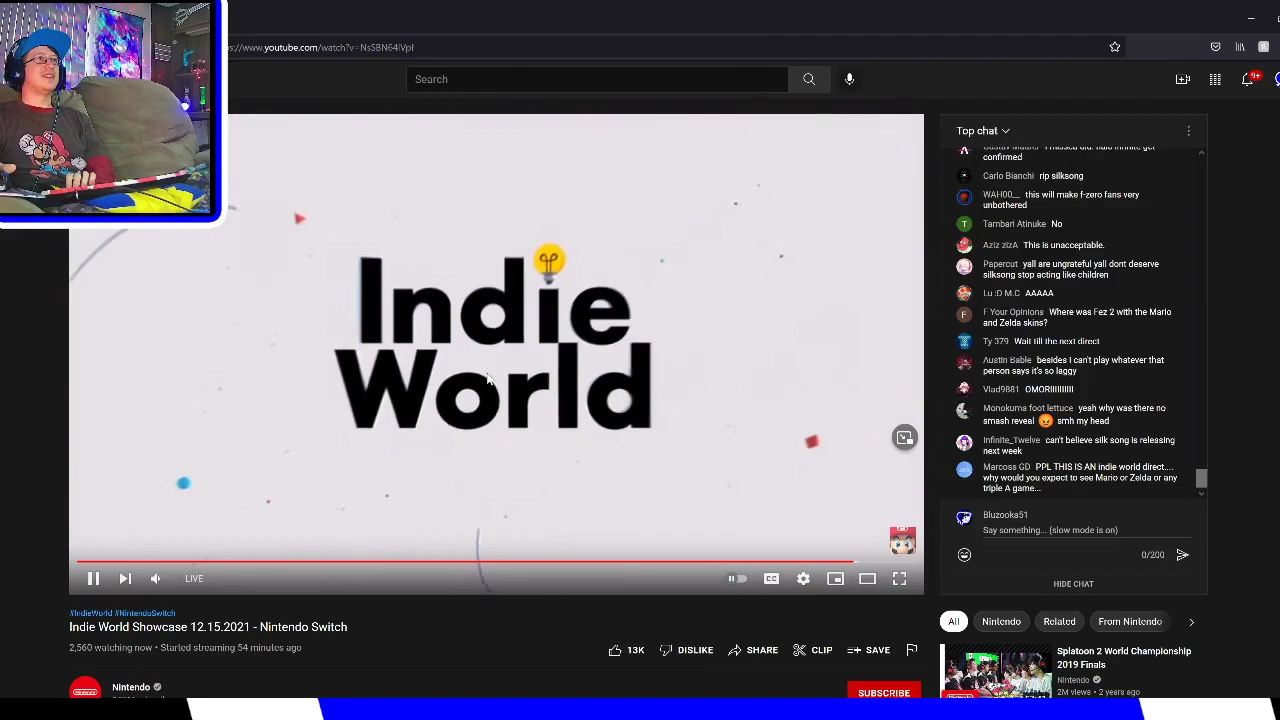 www.youtube.com/watch?v=NsSBN64lVpI
Search
9+
Top chat
confirmed
Carlo Bianchi rip silksong
WAH00__ this will make f-zero fans very
unbothered
Tambari Atinuke No
Aziz zizA This is unacceptable.
Papercut yall are ungrateful yall dont deserve
silksong stop acting like children
Lu :D M.C AAAAA
F Your Opinions Where was Fez 2 with the Mario
and Zelda skins?
Ty 379 Wait till the next direct
Austin Bable besides I can't play whatever that
person says it's so laggy
Vlad9881 OMORIIIIIIIIII
Monokuma foot lettuce yeah why was there no
smash reveal 😡 smh my head
Infinite_Twelve can't believe silk song is releasing
next week
Marcoss GD PPL THIS IS AN indie world direct....
why would you expect to see Mario or Zelda or any
triple A game...
Bluzooka51
Say something... (slow mode is on)
0/200
HIDE CHAT
Indie
World
LIVE
CC
#IndieWorld #NintendoSwitch
Indie World Showcase 12.15.2021 - Nintendo Switch
2,560 watching now • Started streaming 54 minutes ago
13K
DISLIKE
SHARE
CLIP
SAVE
Nintendo
SUBSCRIBE
All
Nintendo
Related
From Nintendo
Splatoon 2 World Championship
2019 Finals
Nintendo
2M views • 2 years ago